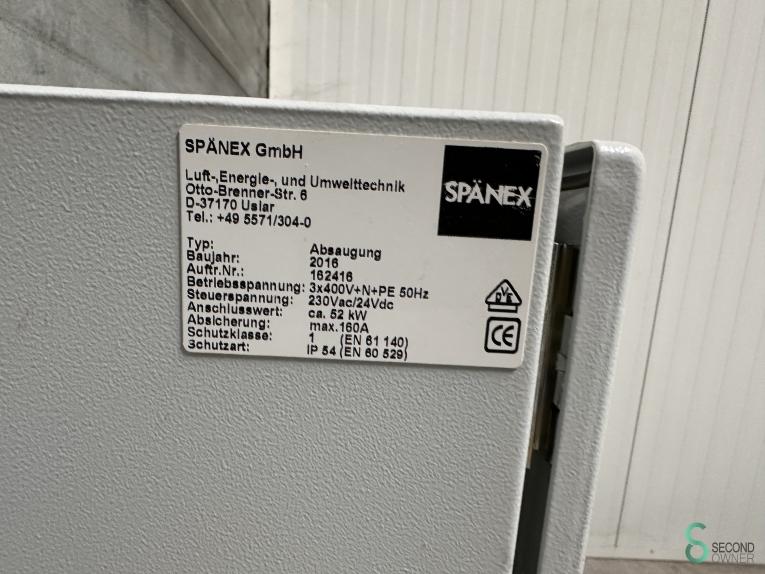 SPÄNEX GmbH
Luft-,Energie-, und Umwelttechnik
Otto-Brenner-Str. 6
D-37170 Uslar
Tel.: +49 5571/304-0
SPÄNEX
Typ: Absaugung
Baujahr: 2016
Auftr.Nr.: 162416
Betriebsspannung: 3x400V+N+PE 50Hz
Steuerspannung: 230Vac/24Vdc
Anschlusswert: ca. 52 kW
Absicherung: max.160A
Schutzklasse: 1 (EN 61 140)
Schutzart: IP 54 (EN 60 529)
DVE
CE
SECOND
OWNER